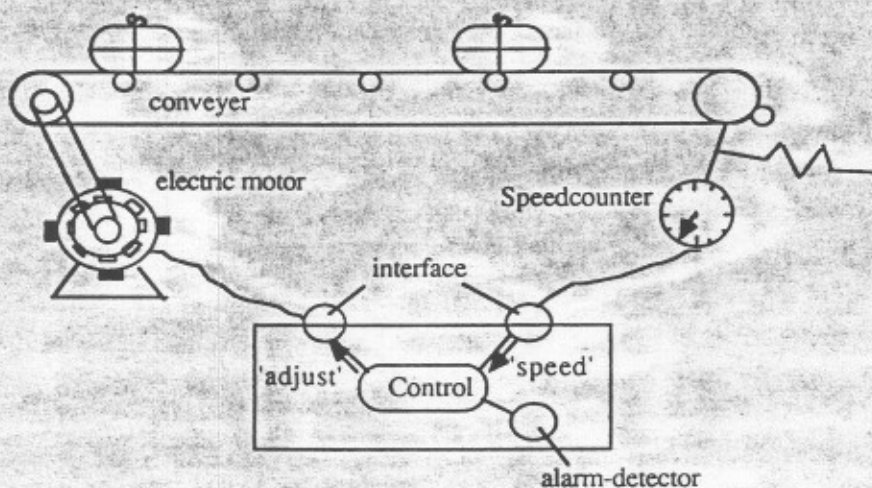 conveyer
electric motor
Speedcounter
interface
'adjust'
Control
'speed'
alarm-detector